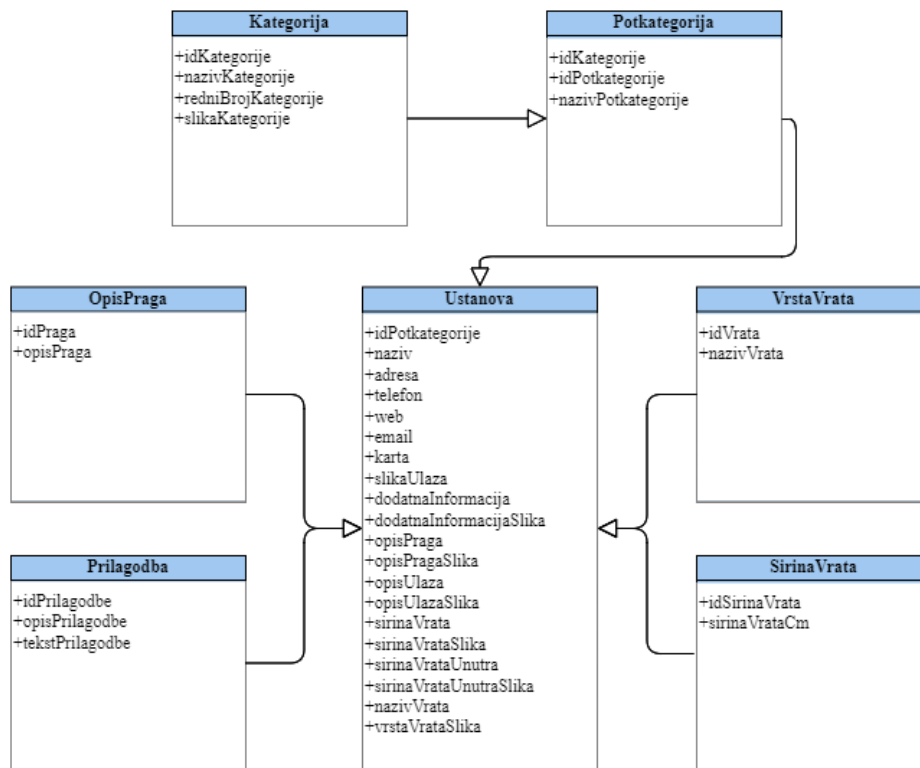 Kategorija
+idKategorije
+nazivKategorije
+redniBrojKategorije
+slikaKategorije
Potkategorija
+idKategorije
+idPotkategorije
+nazivPotkategorije
OpisPraga
+idPraga
+opisPraga
Ustanova
+idPotkategorije
+naziv
+adresa
+telefon
+web
+email
+karta
+slikaUlaza
+dodatnaInformacija
+dodatnaInformacijaSlika
+opisPraga
+opisPragaSlika
+opisUlaza
+opisUlazaSlika
+sirinaVrata
+sirinaVrataSlika
+sirinaVrataUnutra
+sirinaVrataUnutraSlika
+nazivVrata
+vrstaVrataSlika
VrstaVrata
+idVrata
+nazivVrata
Prilagodba
+idPrilagodbe
+opisPrilagodbe
+tekstPrilagodbe
SirinaVrata
+idSirinaVrata
+sirinaVrataCm